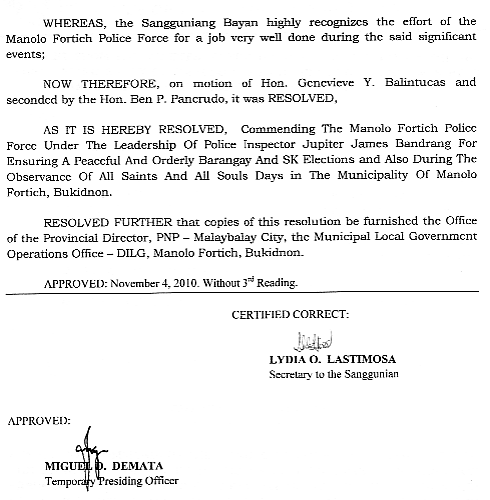 WHEREAS, the Sangguniang Bayan highly recognizes the effort of the
Manolo Fortich Police Force for a job very well done during the said significant
events;
NOW THEREFORE, on motion of Hon. Genevieve Y. Balintucas and
seconded by the Hon. Ben P. Pancrudo, it was RESOLVED,
AS IT IS HEREBY RESOLVED, Commending The Manolo Fortich Police
Force Under The Leadership Of Police Inspector Jupiter James Bandrang For
Ensuring A Peaceful And Orderly Barangay And SK Elections and Also During The
Observance Of All Saints And All Souls Days in The Municipality Of Manolo
Fortich, Bukidnon.
RESOLVED FURTHER that copies of this resolution be furnished the Office
of the Provincial Director, PNP – Malaybalay City, the Municipal Local Government
Operations Office – DILG, Manolo Fortich, Bukidnon.
APPROVED: November 4, 2010. Without 3rd Reading.
CERTIFIED CORRECT:
LYDIA O. LASTIMOSA
Secretary to the Sanggunian
APPROVED:
MIGUEL D. DEMATA
Temporary Presiding Officer